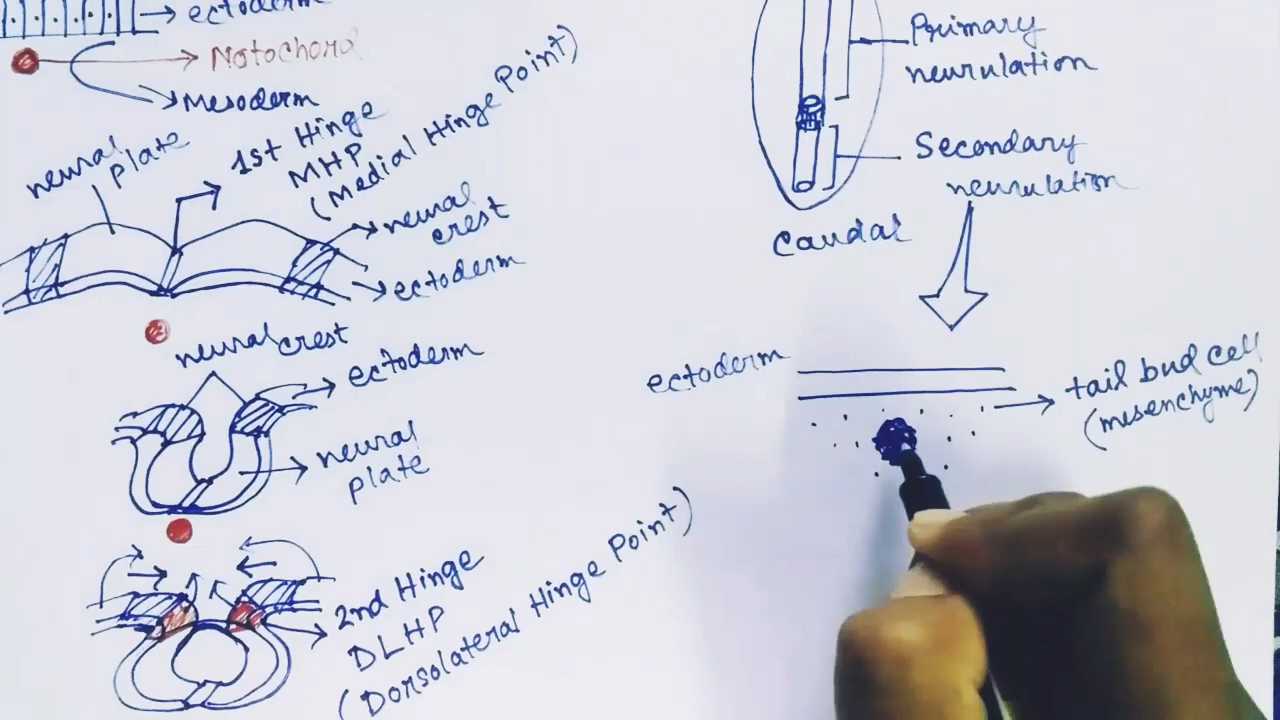 ectoderm
Notochord
Mesoderm
neural
plate
1st Hinge
MHP
(Medial Hinge Point)
neural
crest
ectoderm
neural crest
ectoderm
neural
plate
2nd Hinge
DLHP
(Dorsolateral Hinge Point)
Primary
neurulation
Secondary
neurulation
Caudal
ectoderm
tail bud cell
(mesenchyme)